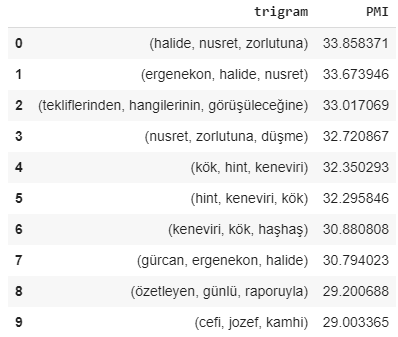 trigram PMI
0 (halide, nusret, zorlutuna) 33.858371
1 (ergenekon, halide, nusret) 33.673946
2 (tekliflerinden, hangilerinin, görüşüleceğine) 33.017069
3 (nusret, zorlutuna, düşme) 32.720867
4 (kök, hint, keneviri) 32.350293
5 (hint, keneviri, kök) 32.295846
6 (keneviri, kök, haşhaş) 30.880808
7 (gürcan, ergenekon, halide) 30.794023
8 (özetleyen, günlü, raporuyla) 29.200688
9 (cefi, jozef, kamhi) 29.003365